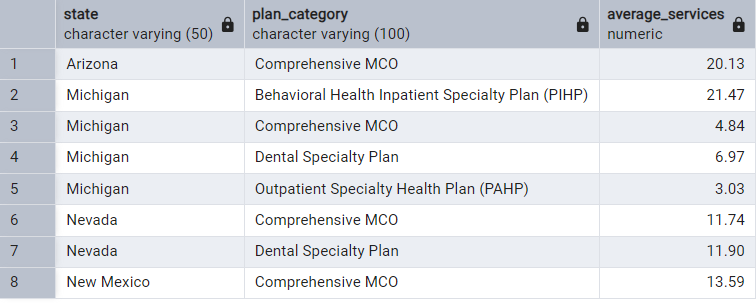 state plan_category average_services
character varying (50) character varying (100) numeric
1 Arizona Comprehensive MCO 20.13
2 Michigan Behavioral Health Inpatient Specialty Plan (PIHP) 21.47
3 Michigan Comprehensive MCO 4.84
4 Michigan Dental Specialty Plan 6.97
5 Michigan Outpatient Specialty Health Plan (PAHP) 3.03
6 Nevada Comprehensive MCO 11.74
7 Nevada Dental Specialty Plan 11.90
8 New Mexico Comprehensive MCO 13.59